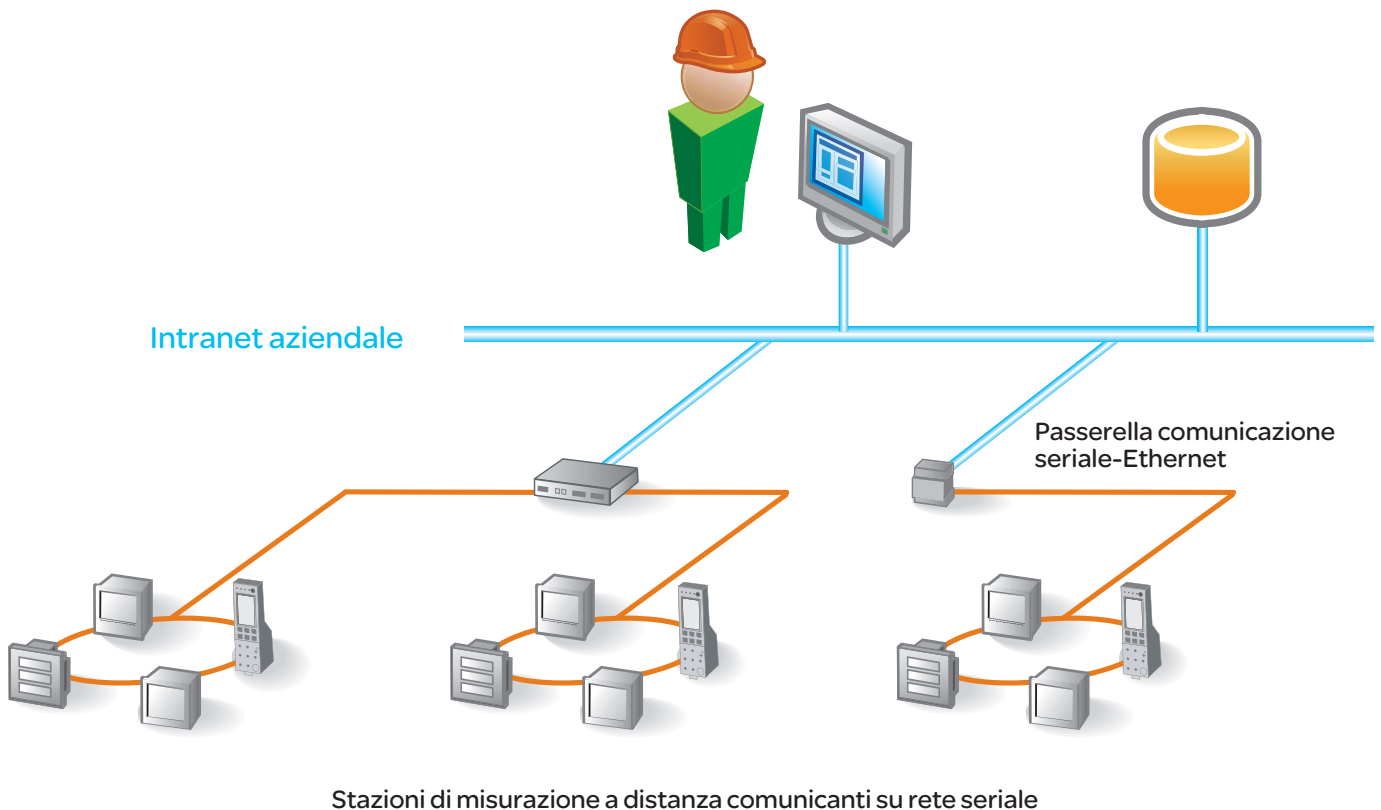 Intranet aziendale
Passerella comunicazione
seriale-Ethernet
Stazioni di misurazione a distanza comunicanti su rete seriale